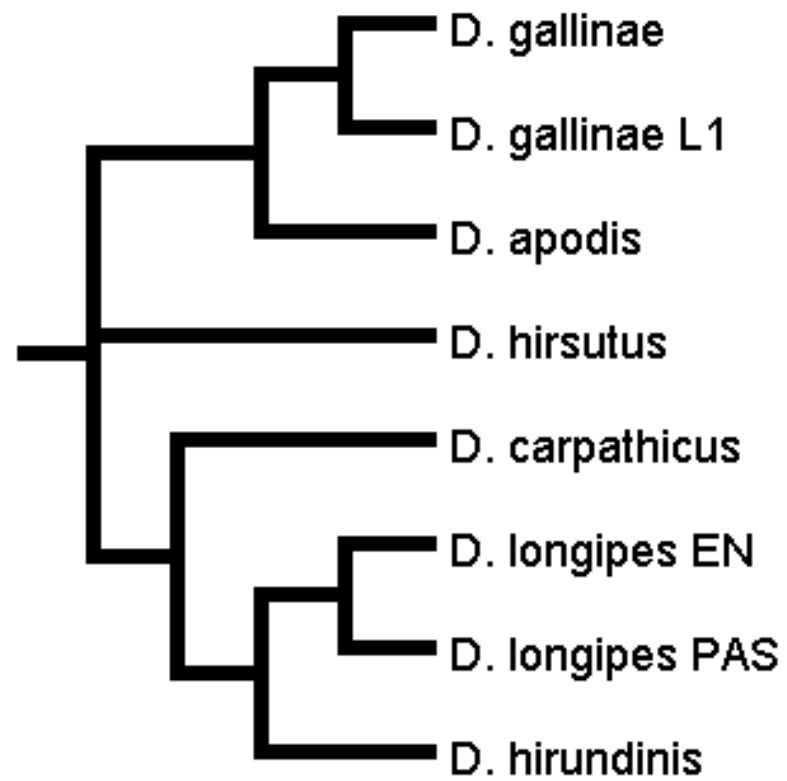 D. gallinae
D. gallinae L1
D. apodis
D. hirsutus
D. carpathicus
D. longipes EN
D. longipes PAS
D. hirundinis